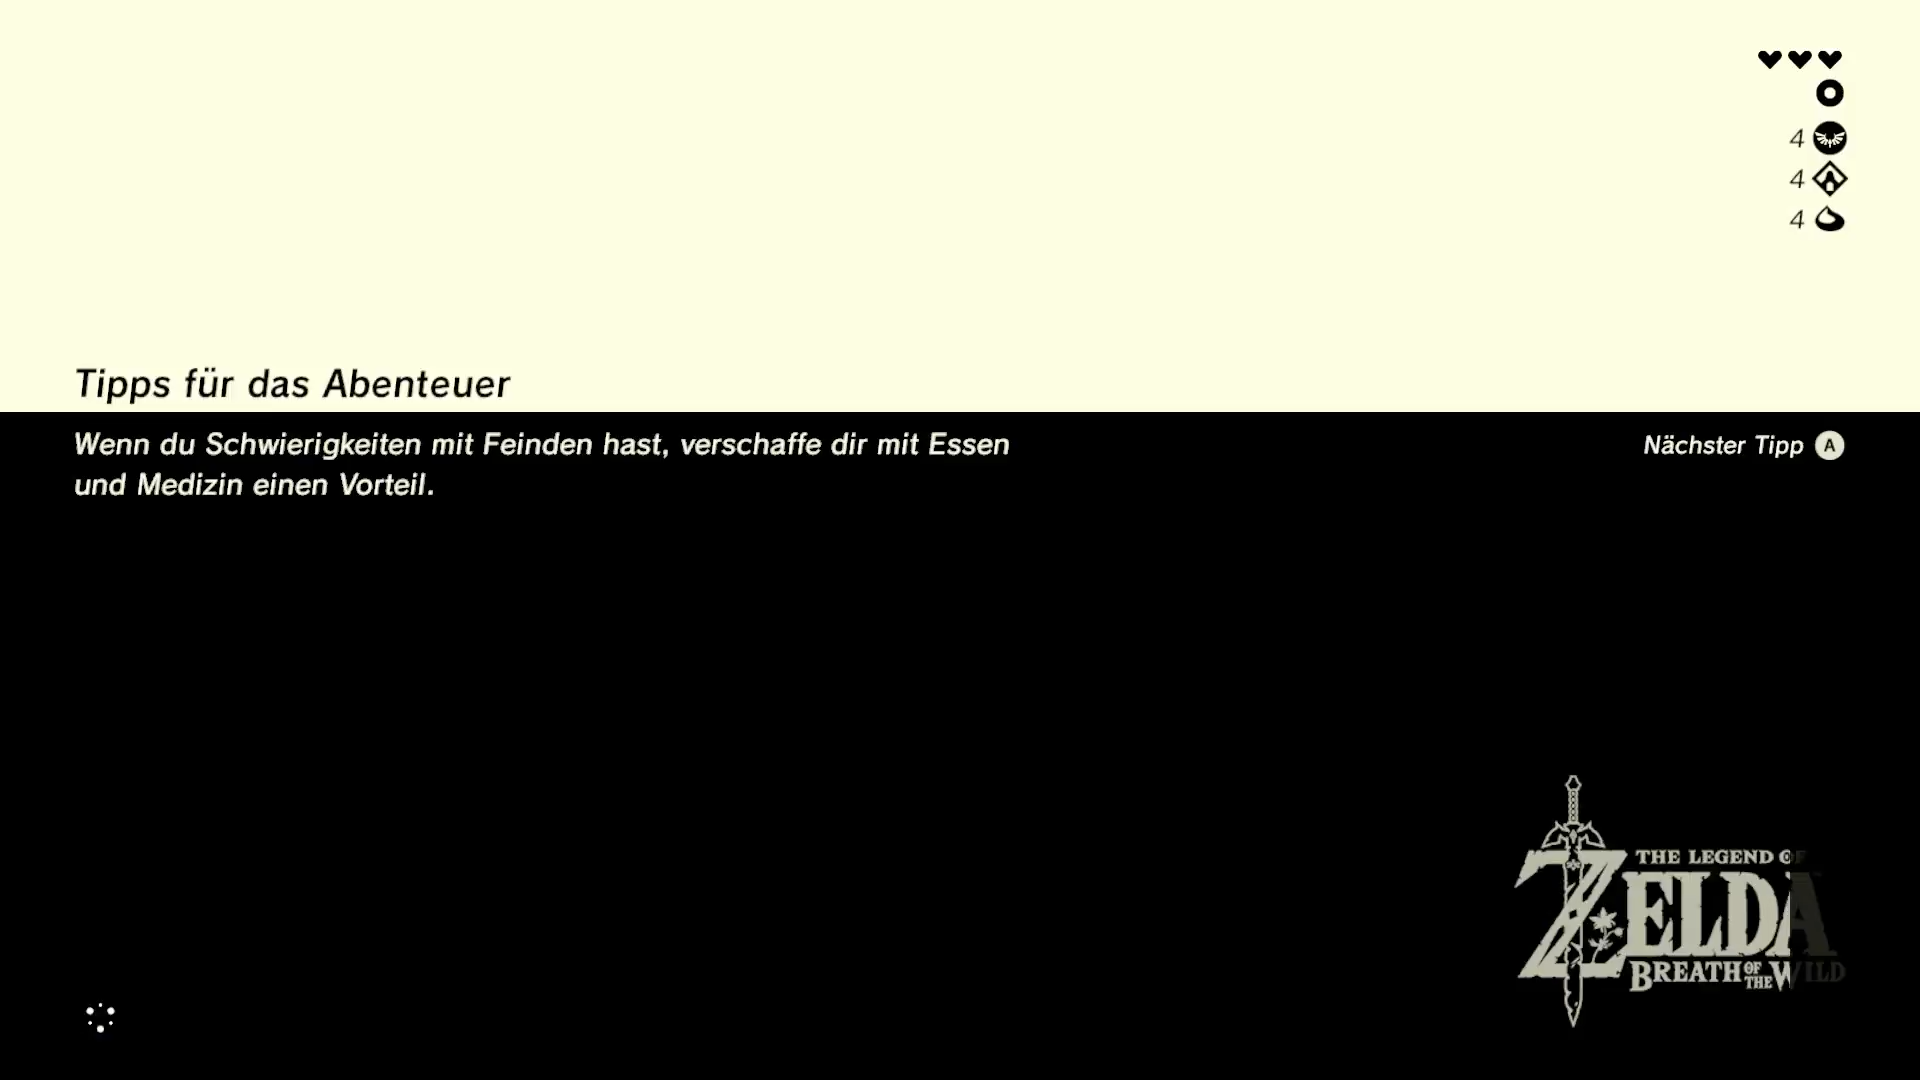 4
4
4
Tipps für das Abenteuer
Wenn du Schwierigkeiten mit Feinden hast, verschaffe dir mit Essen
und Medizin einen Vorteil.
Nächster Tipp A
THE LEGEND OF
ZELDA
BREATH OF THE WILD